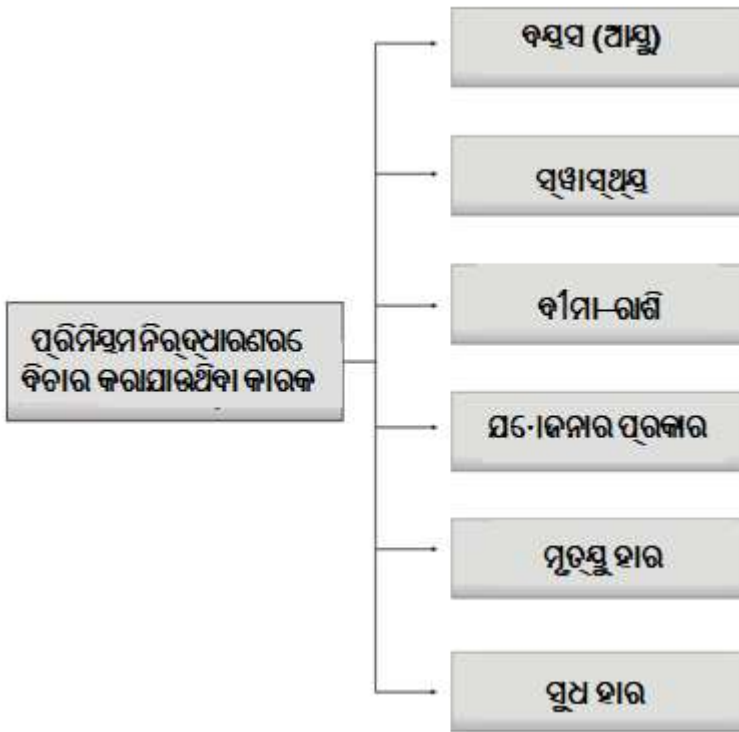 ବୟସ (ଆୟୁ)
ସ୍ୱାସ୍ଥ୍ୟ
ବୀମା–ରାଶି
ପ୍ରିମିୟମ ନିର୍ଦ୍ଧାରଣରେ
ବିଚାର କରାଯାଉଥିବା କାରକ
ଯୋଜନାର ପ୍ରକାର
ମୃତ୍ୟୁ ହାର
ସୁଧ ହାର